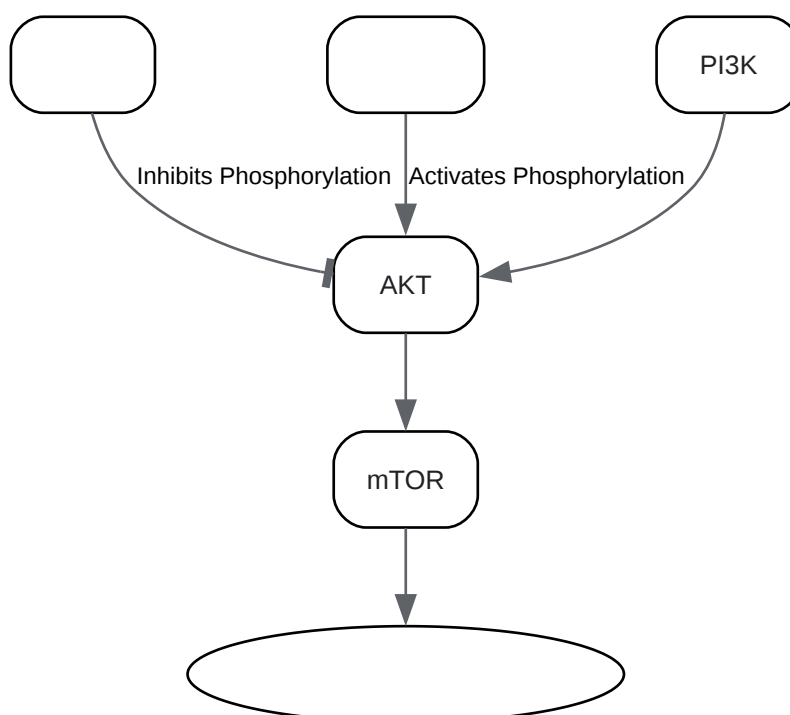 PI3K
Inhibits Phosphorylation
Activates Phosphorylation
AKT
mTOR